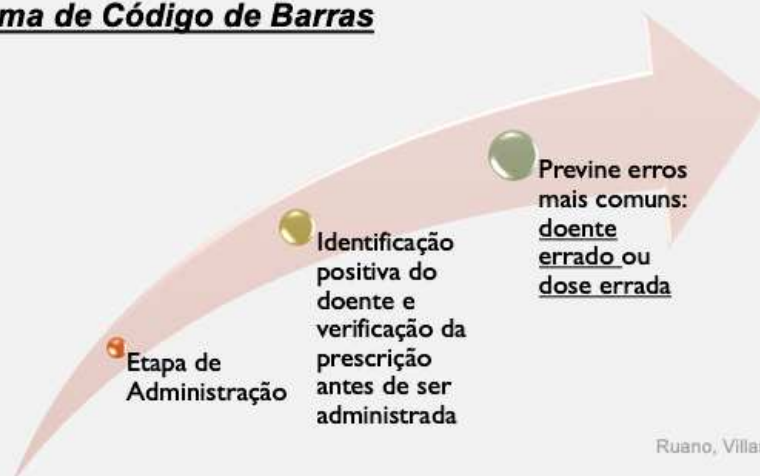 ma de Código de Barras
Previne erros
mais comuns:
doente
errado ou
dose errada
Identificação
positiva do
doente e
verificação da
prescrição
antes de ser
administrada
Etapa de
Administração
Ruano, Villa